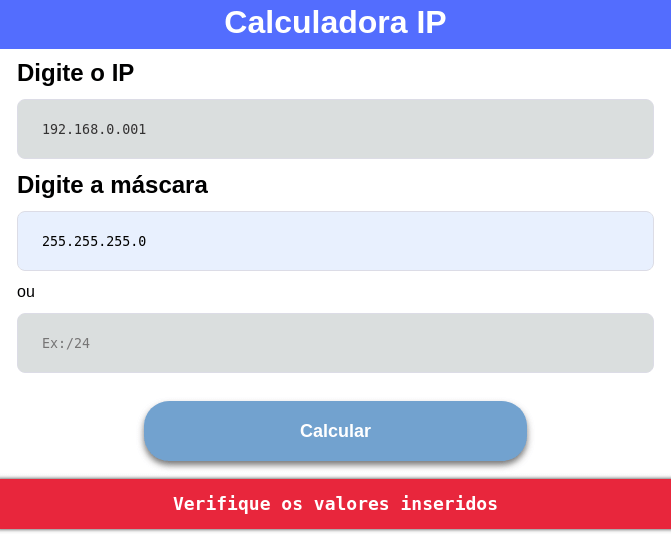 Calculadora IP
Digite o IP
192.168.0.001
Digite a máscara
255.255.255.0
ou
Ex:/24
Calcular
Verifique os valores inseridos